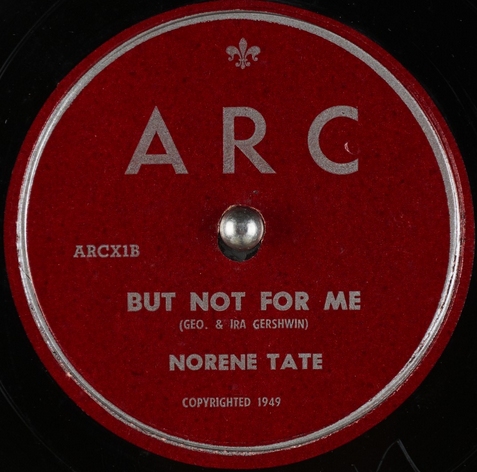 ARC
ARCX1B
BUT NOT FOR ME
(GEO. & IRA GERSHWIN)
NORENE TATE
COPYRIGHTED 1949